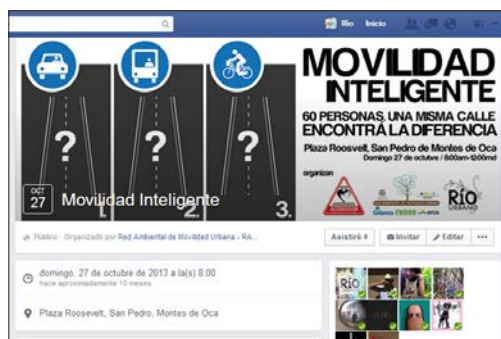 Río Inicio
MOVILIDAD
INTELIGENTE
60 PERSONAS, UNA MISMA CALLE
ENCONTRÁ LA DIFERENCIA
Plaza Roosvelt, San Pedro de Montes de Oca
Domingo 27 de octubre / 8:00am-12:00md
organizan
RÍO
URBANO
? ? ?
1. 2. 3.
OCT
27
Movilidad Inteligente
Público · Organizado por Red Ambiental de Movilidad Urbana - RA...
Asistiré Invitar Editar ...
domingo, 27 de octubre de 2013 a la(s) 8:00
hace aproximadamente 10 meses
Plaza Roosevelt, San Pedro, Montes de Oca
RÍO